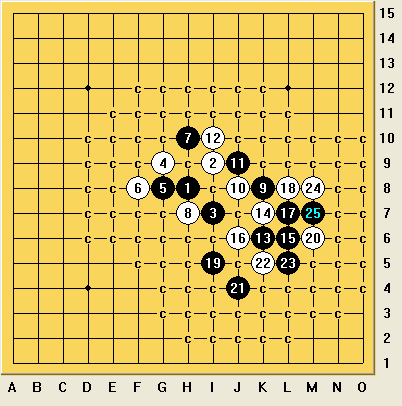 15
14
13
c c c c c c 12
c c c c c c c c 11
c c c c 7 12 c c c c c c 10
c c c 4 c 2 11 c c c c c 9
c c 6 5 1 c 10 9 18 24 c c 8
c c c c 8 3 c 14 17 25 c c 7
c c c c c c 16 13 15 20 c c 6
c c c 19 c 22 23 c c c 5
c c c 21 c c c c c 4
c c c c c c c c 3
c c c c c 2
1
A B C D E F G H I J K L M N O